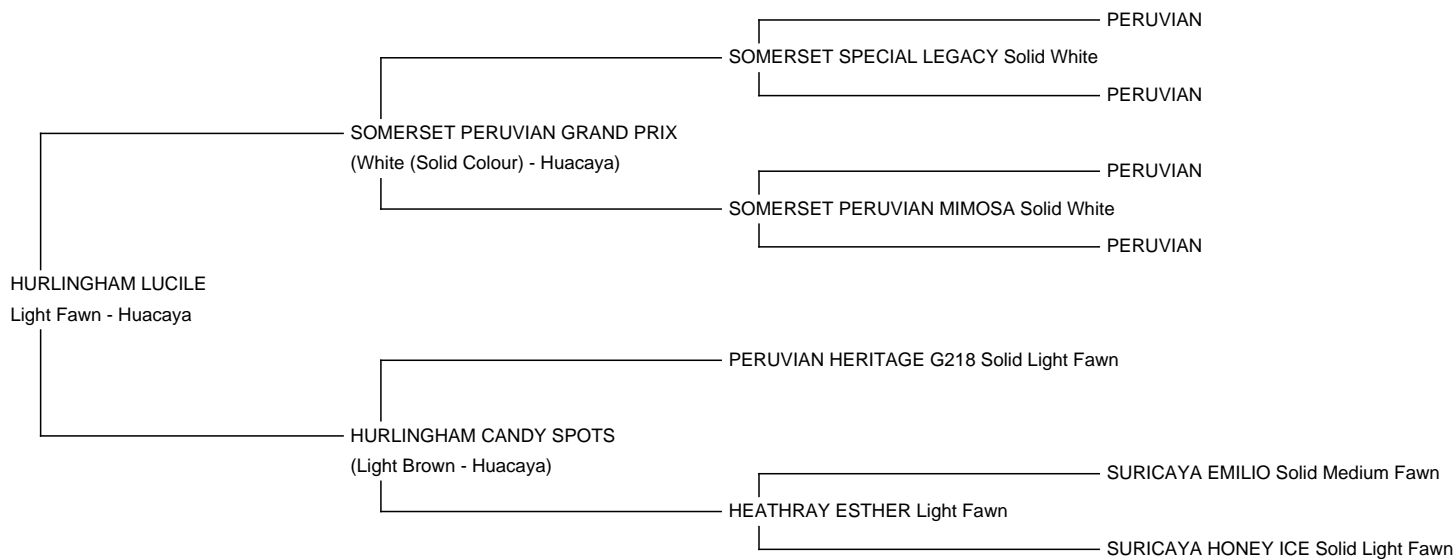 PERUVIAN
SOMERSET SPECIAL LEGACY Solid White
PERUVIAN
SOMERSET PERUVIAN GRAND PRIX
(White (Solid Colour) - Huacaya)
PERUVIAN
SOMERSET PERUVIAN MIMOSA Solid White
PERUVIAN
HURLINGHAM LUCILE
Light Fawn - Huacaya
PERUVIAN HERITAGE G218 Solid Light Fawn
HURLINGHAM CANDY SPOTS
(Light Brown - Huacaya)
SURICAYA EMILIO Solid Medium Fawn
HEATHRAY ESTHER Light Fawn
SURICAYA HONEY ICE Solid Light Fawn